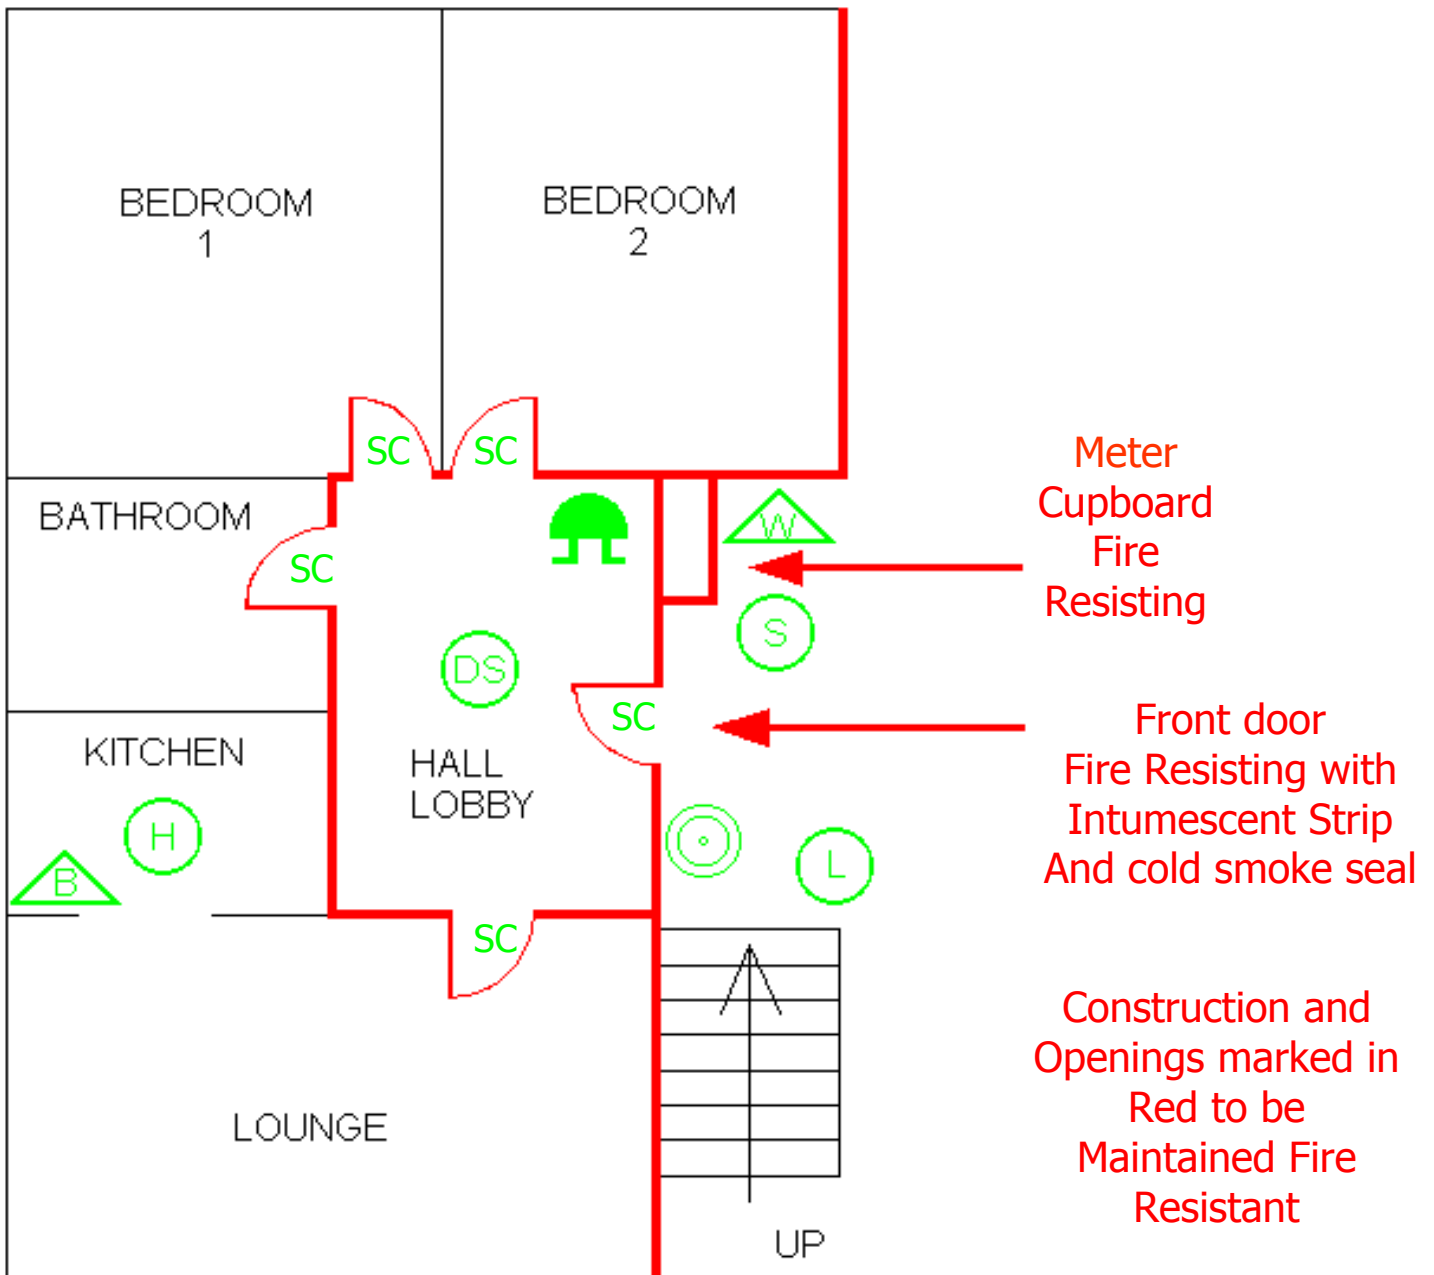 BEDROOM
1
BEDROOM
2
SC
SC
BATHROOM
SC
W
Meter
Cupboard
Fire
Resisting
S
DS
SC
Front door
Fire Resisting with
Intumescent Strip
And cold smoke seal
KITCHEN
HALL
LOBBY
H
B
L
SC
LOUNGE
UP
Construction and
Openings marked in
Red to be
Maintained Fire
Resistant